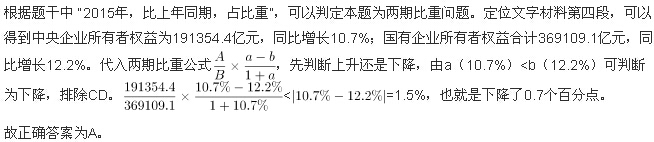 根据题干中 “2015年，比上年同期，占比重”，可以判定本题为两期比重问题。定位文字材料第四段，可以
得到中央企业所有者权益为191354.4亿元，同比增长10.7%；国有企业所有者权益合计369109.1亿元，同
比增长12.2%。代入两期比重公式A/B × (a − b)/(1 + a)，先判断上升还是下降，由a（10.7%）<b（12.2%）可判断
为下降，排除CD。191354.4/369109.1 × (10.7% − 12.2%)/(1 + 10.7%)<|10.7% − 12.2%|=1.5%，也就是下降了0.7个百分点。
故正确答案为A。